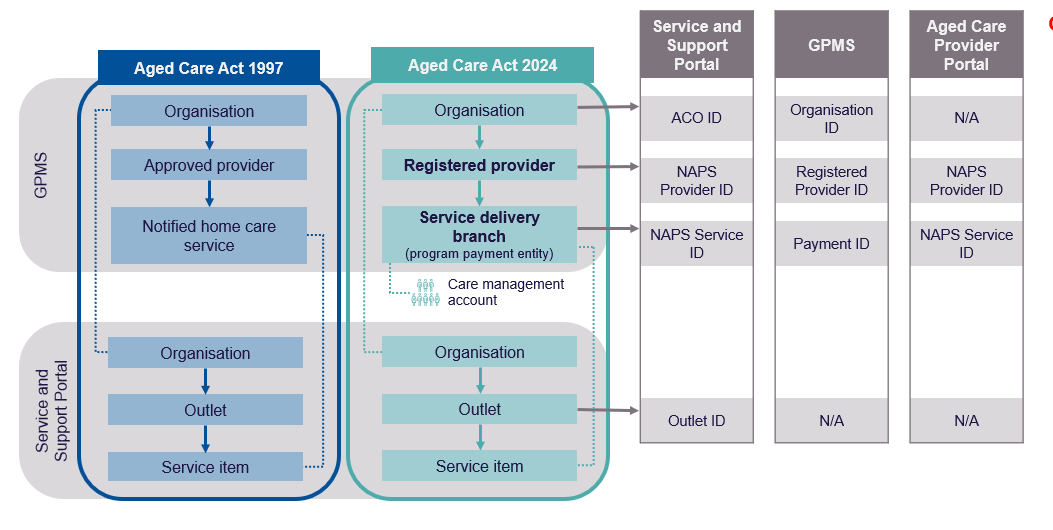 Aged Care Act 1997
Organisation
Approved provider
Notified home care
service
Organisation
Outlet
Service item
GPMS
Service and
Support Portal
Aged Care Act 2024
Organisation
Registered provider
Service delivery
branch
(program payment entity)
Care management
account
Organisation
Outlet
Service item
Service and
Support
Portal
ACO ID
NAPS
Provider ID
NAPS Service
ID
Outlet ID
GPMS
Organisation
ID
Registered
Provider ID
Payment ID
N/A
Aged Care
Provider
Portal
N/A
NAPS
Provider ID
NAPS Service
ID
N/A